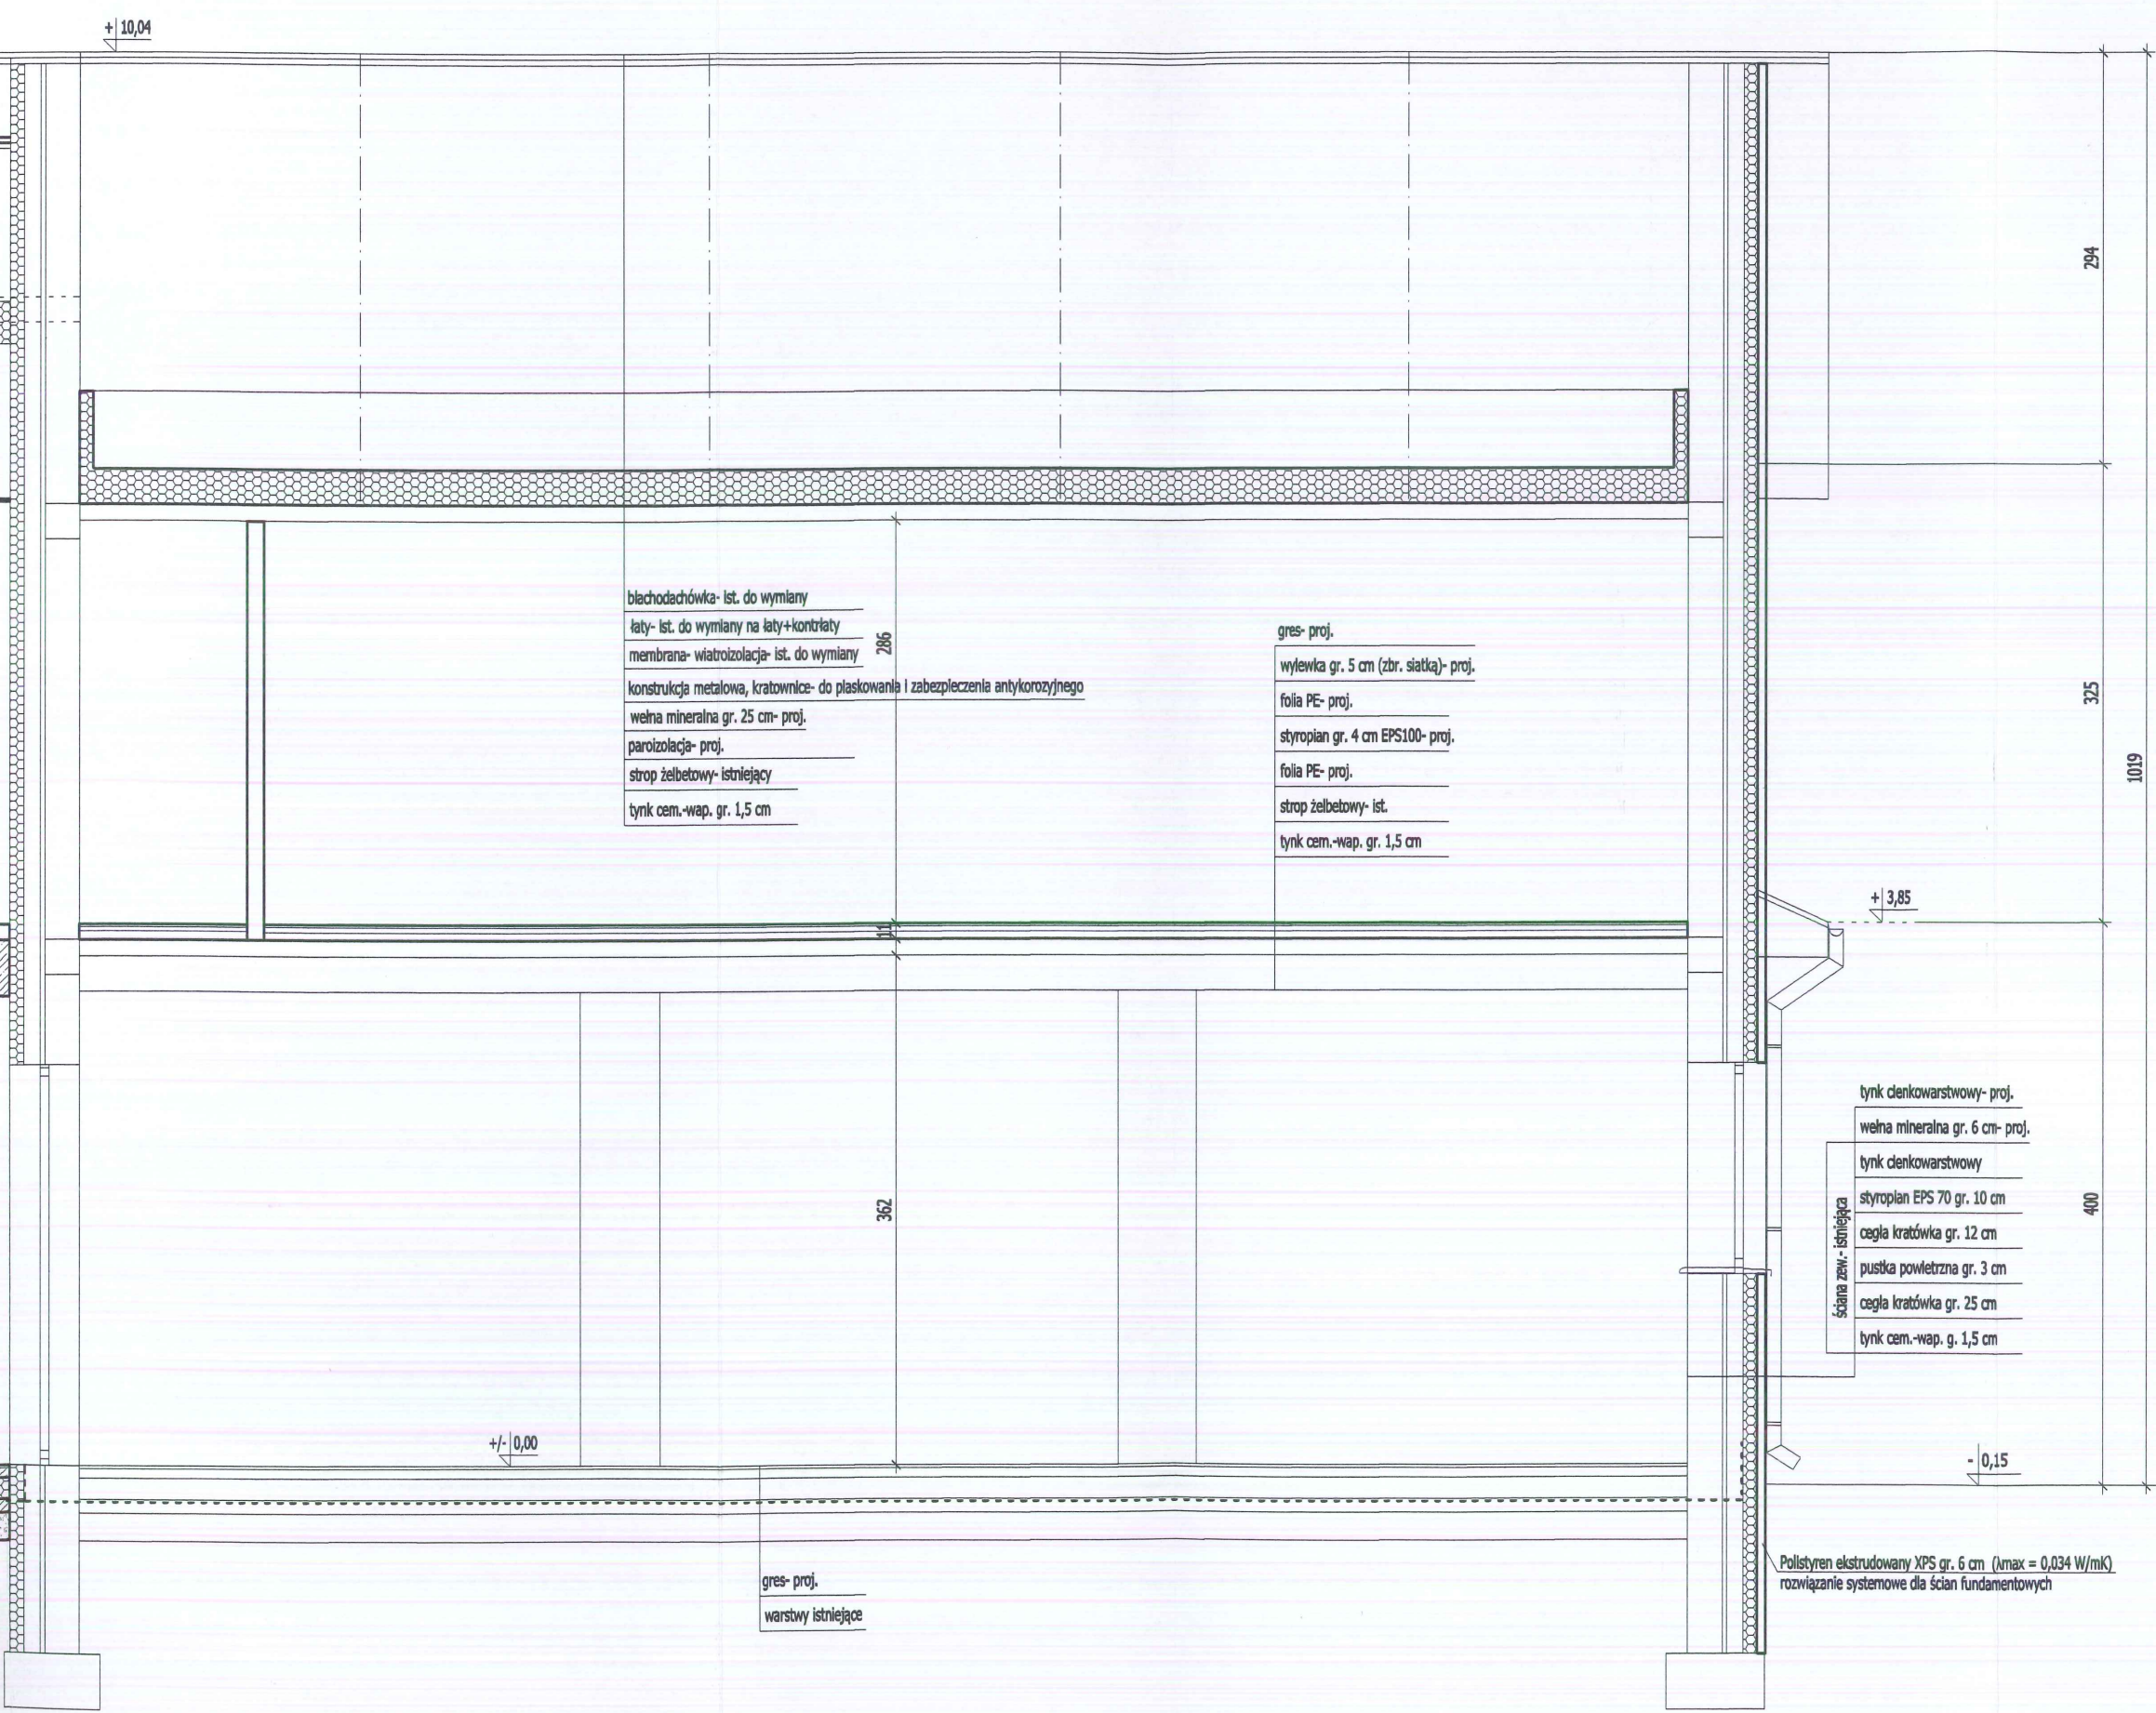 + 10,04
294
blachodachówka- ist. do wymiany
łaty- ist. do wymiany na łaty+kontrłaty
membrana- wiatroizolacja- ist. do wymiany
konstrukcja metalowa, kratownice- do piaskowania i zabezpieczenia antykorozyjnego
wełna mineralna gr. 25 cm- proj.
paroizolacja- proj.
strop żelbetowy- istniejący
tynk cem.-wap. gr. 1,5 cm
286
gres- proj.
wylewka gr. 5 cm (zbr. siatką)- proj.
folia PE- proj.
styropian gr. 4 cm EPS100- proj.
folia PE- proj.
strop żelbetowy- ist.
tynk cem.-wap. gr. 1,5 cm
325
1019
+ 3,85
11
362
tynk cienkowarstwowy- proj.
wełna mineralna gr. 6 cm- proj.
tynk cienkowarstwowy
styropian EPS 70 gr. 10 cm
cegła kratówka gr. 12 cm
pustka powietrzna gr. 3 cm
cegła kratówka gr. 25 cm
tynk cem.-wap. g. 1,5 cm
ściana zew.- istniejąca
400
+/- 0,00
- 0,15
gres- proj.
warstwy istniejące
Polistyren ekstrudowany XPS gr. 6 cm (λmax = 0,034 W/mK)
rozwiązanie systemowe dla ścian fundamentowych